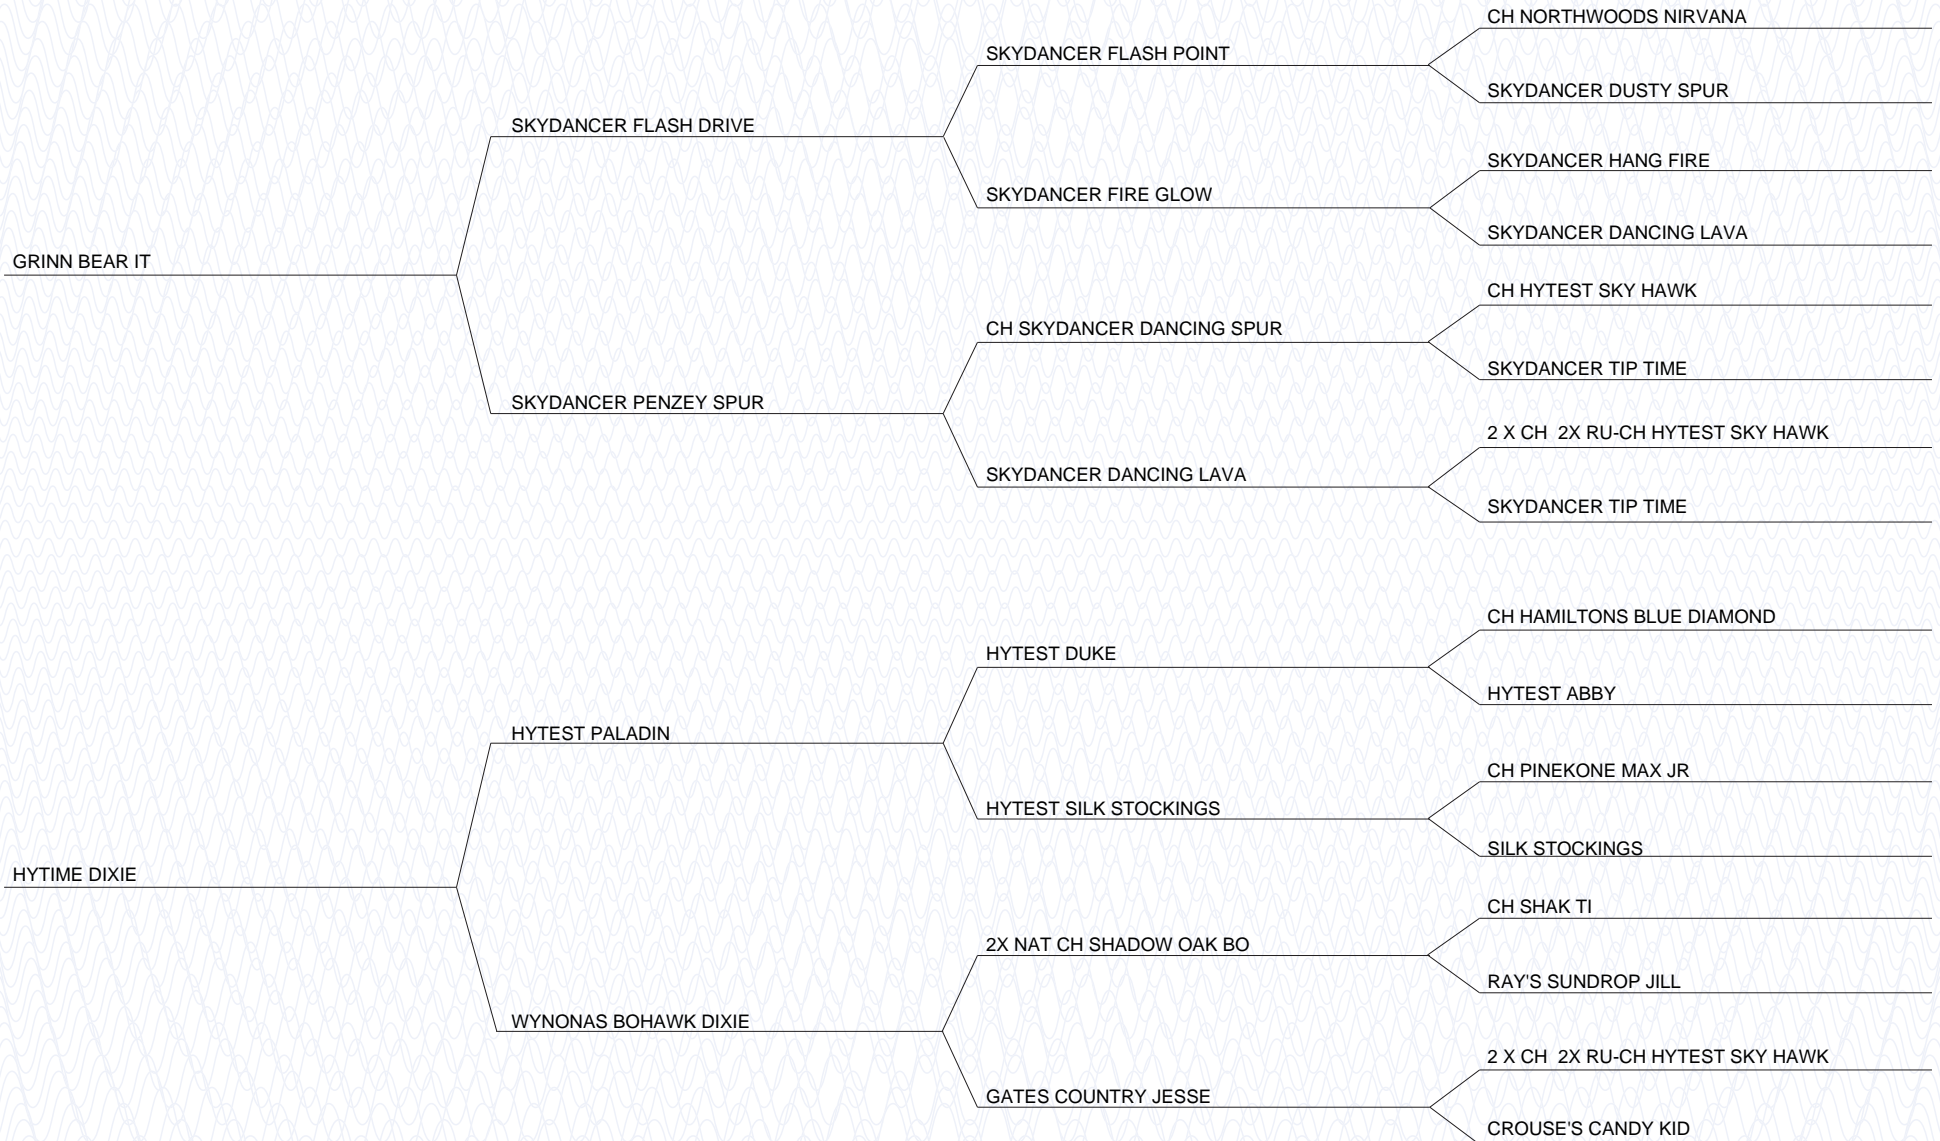 CH NORTHWOODS NIRVANA
SKYDANCER FLASH POINT
SKYDANCER DUSTY SPUR
SKYDANCER FLASH DRIVE
SKYDANCER HANG FIRE
SKYDANCER FIRE GLOW
SKYDANCER DANCING LAVA
GRINN BEAR IT
CH HYTEST SKY HAWK
CH SKYDANCER DANCING SPUR
SKYDANCER TIP TIME
SKYDANCER PENZEY SPUR
2 X CH  2X RU-CH HYTEST SKY HAWK
SKYDANCER DANCING LAVA
SKYDANCER TIP TIME
CH HAMILTONS BLUE DIAMOND
HYTEST DUKE
HYTEST ABBY
HYTEST PALADIN
CH PINEKONE MAX JR
HYTEST SILK STOCKINGS
SILK STOCKINGS
HYTIME DIXIE
CH SHAK TI
2X NAT CH SHADOW OAK BO
RAY'S SUNDROP JILL
WYNONAS BOHAWK DIXIE
2 X CH  2X RU-CH HYTEST SKY HAWK
GATES COUNTRY JESSE
CROUSE'S CANDY KID